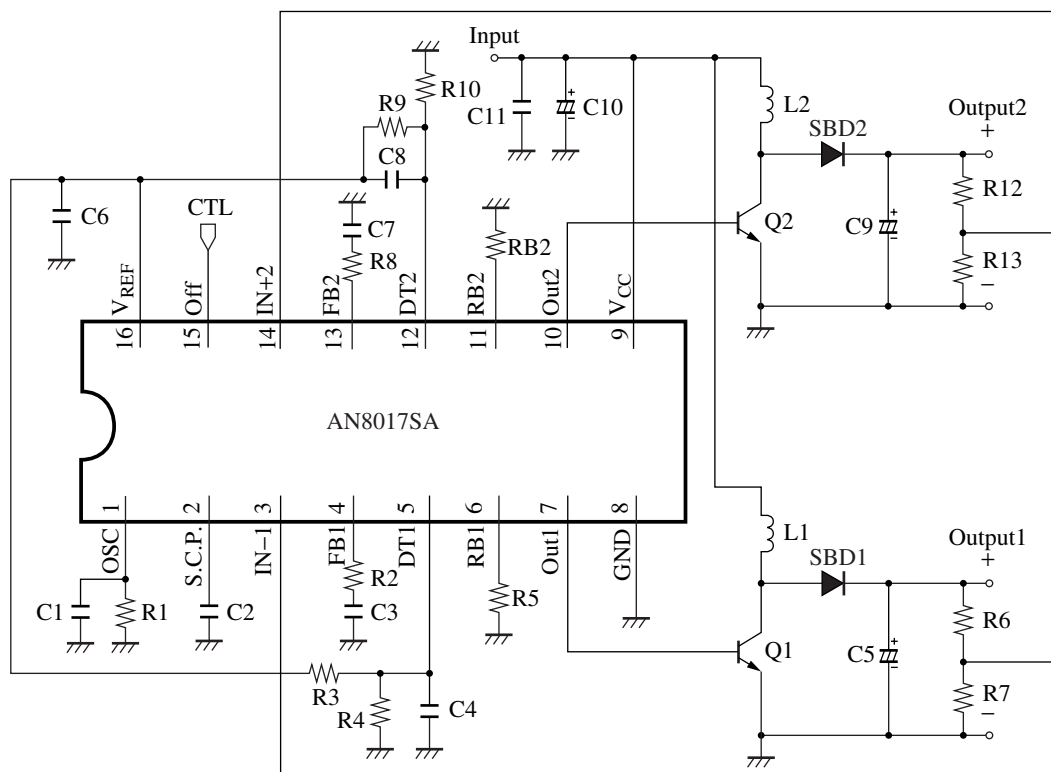 Input
R10
R9
C11
C10
L2
Output2
SBD2
+
C8
R12
C6
CTL
C7
R8
RB2
Q2
C9
R13
−
VREF
Off
IN+2
FB2
DT2
RB2
Out2
VCC
16
15
14
13
12
11
10
9
AN8017SA
1
2
3
4
5
6
7
8
OSC
S.C.P.
IN−1
FB1
DT1
RB1
Out1
GND
L1
SBD1
Output1
+
C1
R1
C2
R2
C3
R5
R6
Q1
C5
R3
R4
C4
R7
−